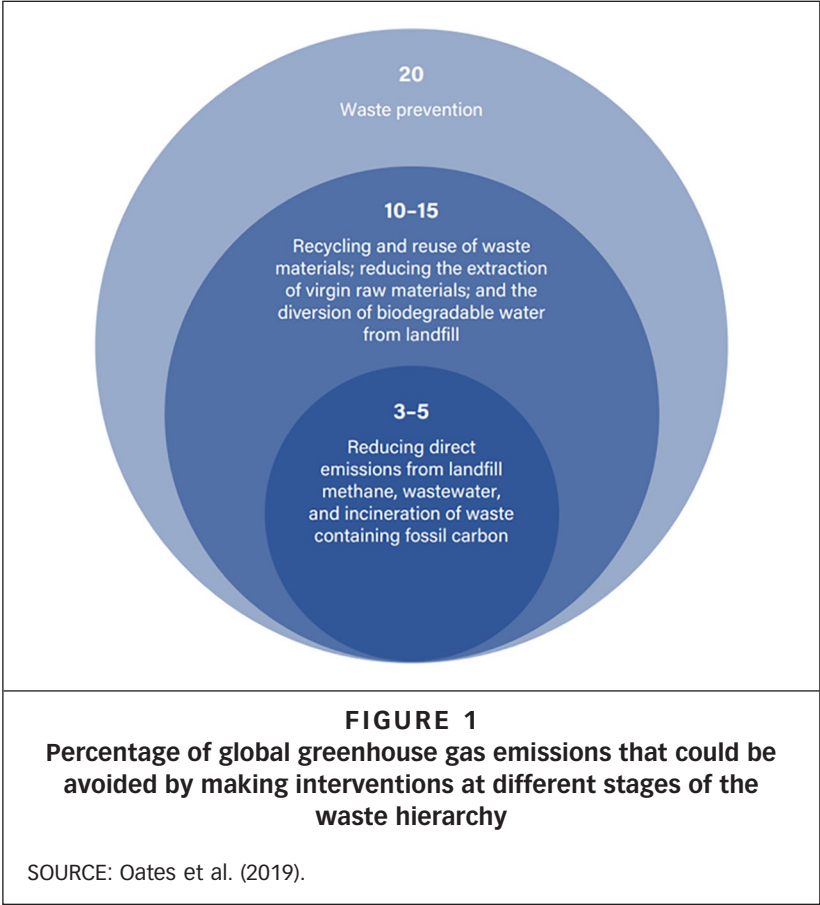 20
Waste prevention
10–15
Recycling and reuse of waste
materials; reducing the extraction
of virgin raw materials; and the
diversion of biodegradable water
from landfill
3–5
Reducing direct
emissions from landfill
methane, wastewater,
and incineration of waste
containing fossil carbon
FIGURE 1
Percentage of global greenhouse gas emissions that could be
avoided by making interventions at different stages of the
waste hierarchy
SOURCE: Oates et al. (2019).